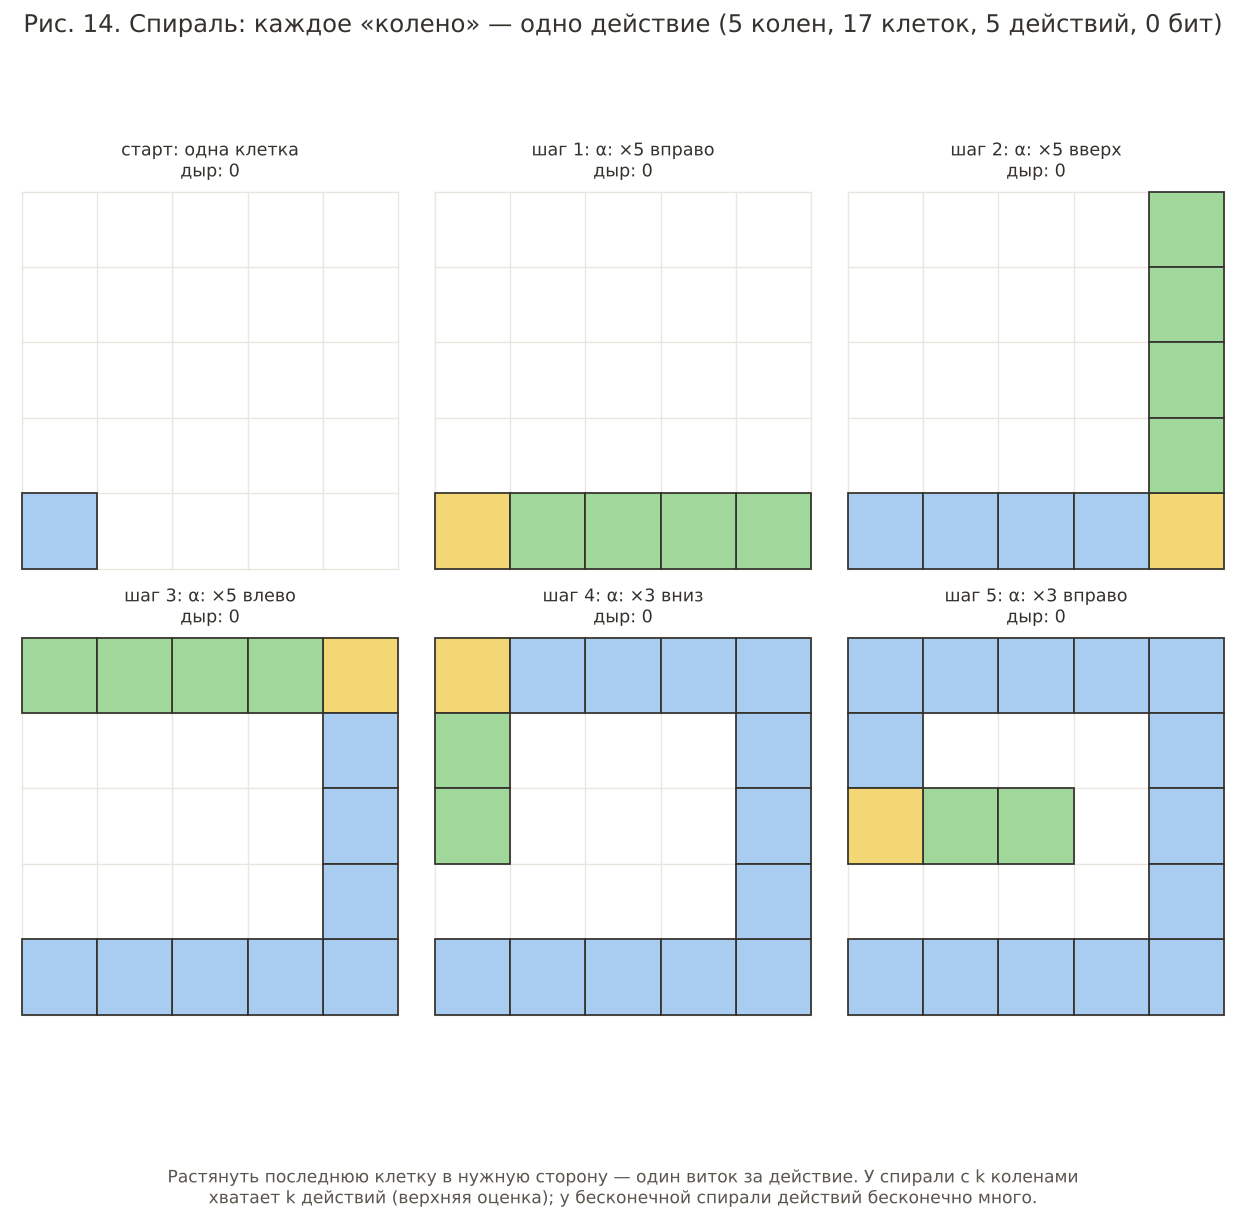 Рис. 14. Спираль: каждое «колено» — одно действие (5 колен, 17 клеток, 5 действий, 0 бит)
старт: одна клетка
дыр: 0
шаг 1: α: ×5 вправо
дыр: 0
шаг 2: α: ×5 вверх
дыр: 0
шаг 3: α: ×5 влево
дыр: 0
шаг 4: α: ×3 вниз
дыр: 0
шаг 5: α: ×3 вправо
дыр: 0
Растянуть последнюю клетку в нужную сторону — один виток за действие. У спирали с k коленами
хватает k действий (верхняя оценка); у бесконечной спирали действий бесконечно много.